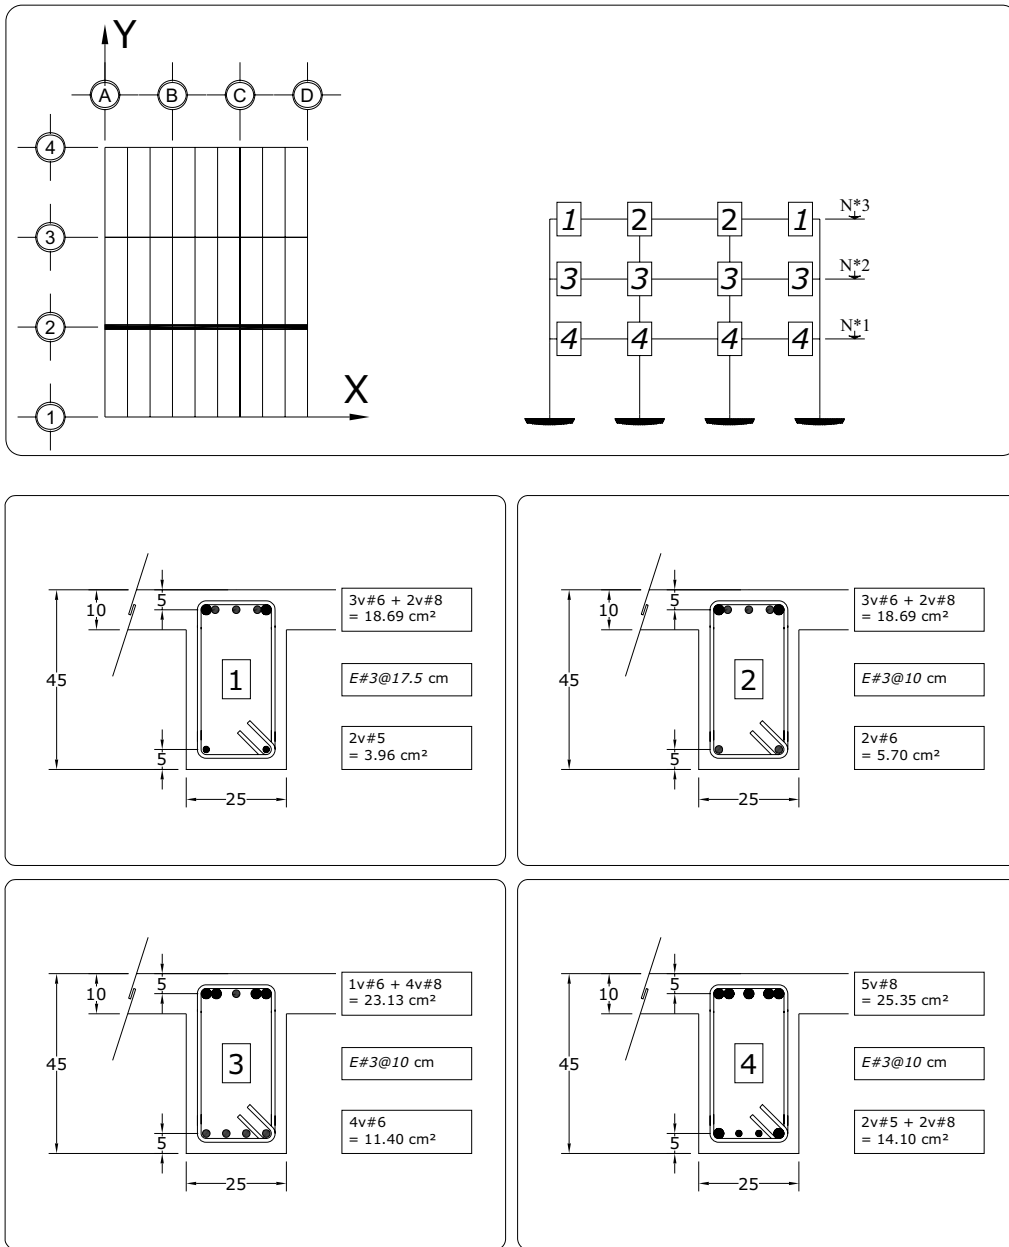 Y
A B C D
4
3
2
1
X
1 2 2 1 N*3
3 3 3 3 N*2
4 4 4 4 N*1
10
45
5
5
25
1
3v#6 + 2v#8
= 18.69 cm²
E#3@17.5 cm
2v#5
= 3.96 cm²
10
45
5
5
25
2
3v#6 + 2v#8
= 18.69 cm²
E#3@10 cm
2v#6
= 5.70 cm²
10
45
5
5
25
3
1v#6 + 4v#8
= 23.13 cm²
E#3@10 cm
4v#6
= 11.40 cm²
10
45
5
5
25
4
5v#8
= 25.35 cm²
E#3@10 cm
2v#5 + 2v#8
= 14.10 cm²